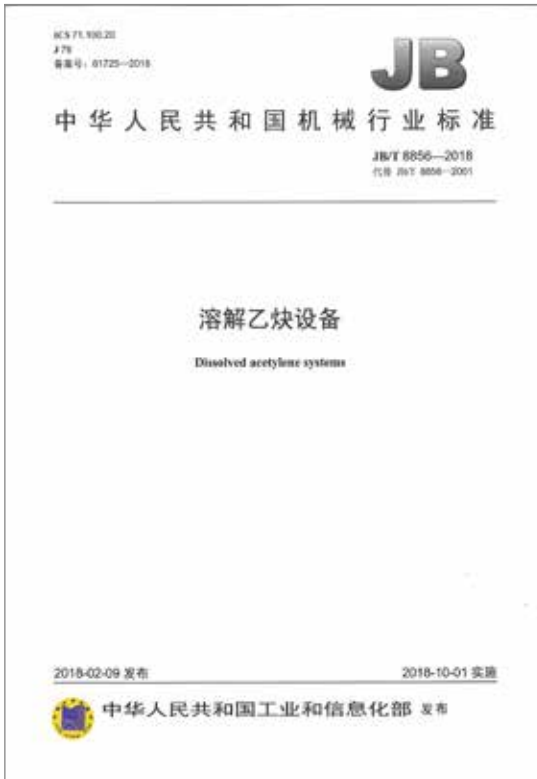 ICS 71.100.20
J 76
备案号：61725—2018
JB
中华人民共和国机械行业标准
JB/T 8856—2018
代替 JB/T 8856—2001
溶解乙炔设备
Dissolved acetylene systems
2018-02-09 发布
2018-10-01 实施
中华人民共和国工业和信息化部 发布